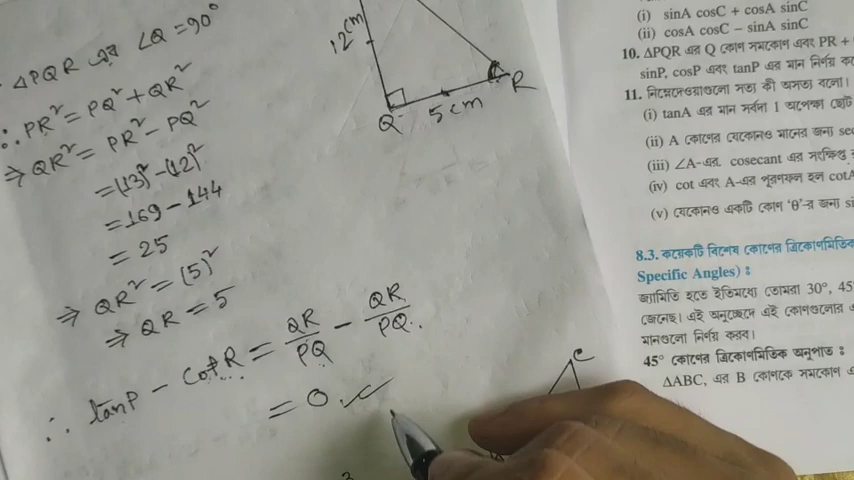 △PQR এর ∠Q = 90°
∴ PR² = PQ² + QR²
⇒ QR² = PR² - PQ²
= (13)² - (12)²
= 169 - 144
= 25
⇒ QR² = (5)²
⇒ QR = 5
∴ tanP - cotR = QR/PQ - QR/PQ
= 0
12cm
Q
5cm
R
C
(i) sinA cosC + cosA sinC
(ii) cosA cosC − sinA sinC
10. ΔPQR এর Q কোণ সমকোণ এবং PR +
sinP, cosP এবং tanP এর মান নির্ণয়
11. নিম্নেদেওয়াগুলো সত্য কী অসত্য বলো।
(i) tanA এর মান সর্বদা 1 অপেক্ষা
(ii) A কোণের যেকোনও মানের জন্য
(iii) ∠A-এর cosecant এর সংক্ষিপ্ত
(iv) cot এবং A-এর পূরণফল হল
(v) যেকোনও একটি কোণ 'θ'-র জন্য
8.3. কয়েকটি বিশেষ কোণের
Specific Angles) :
জ্যামিতি হতে ইতিমধ্যে তোমরা 30°, 45
জেনেছ। এই অনুচ্ছেদে এই কোণগুলোর
মানগুলো নির্ণয় করব।
45° কোণের ত্রিকোণমিতিক অনুপাত :
ΔABC, এর B কোণকে সমকোণ